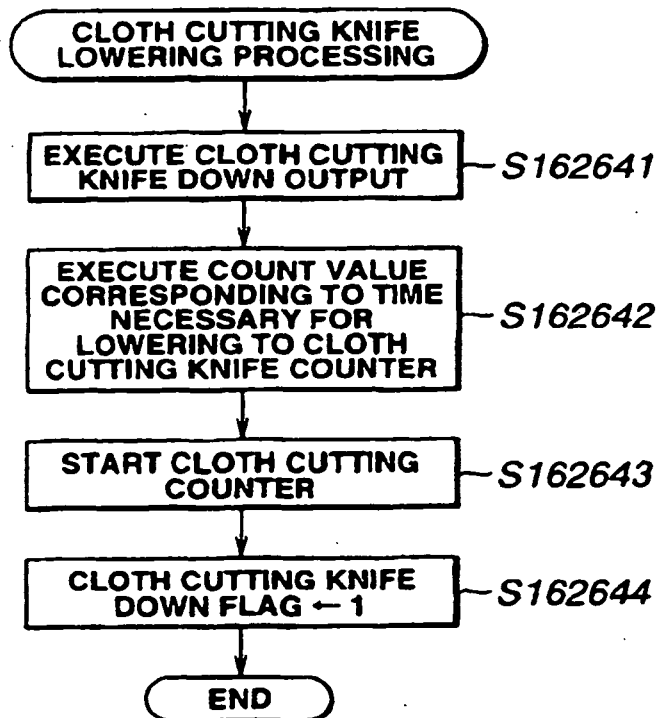 CLOTH CUTTING KNIFE
LOWERING PROCESSING
EXECUTE CLOTH CUTTING
KNIFE DOWN OUTPUT
S162641
EXECUTE COUNT VALUE
CORRESPONDING TO TIME
NECESSARY FOR
LOWERING TO CLOTH
CUTTING KNIFE COUNTER
S162642
START CLOTH CUTTING
COUNTER
S162643
CLOTH CUTTING KNIFE
DOWN FLAG ← 1
S162644
END